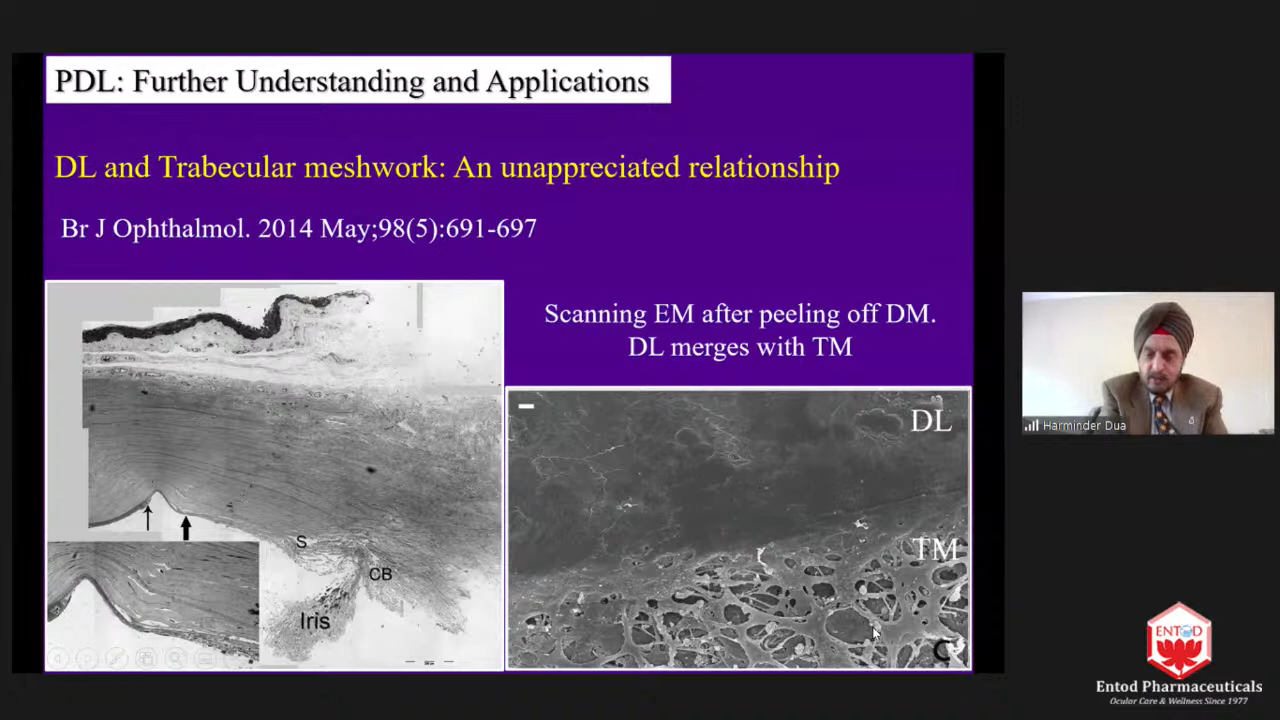 PDL: Further Understanding and Applications
DL and Trabecular meshwork: An unappreciated relationship
Br J Ophthalmol. 2014 May;98(5):691-697
Scanning EM after peeling off DM.
DL merges with TM
DL
TM
C
S
CB
Iris
Harminder Dua
ENTOD
Entod Pharmaceuticals
Ocular Care & Wellness Since 1977